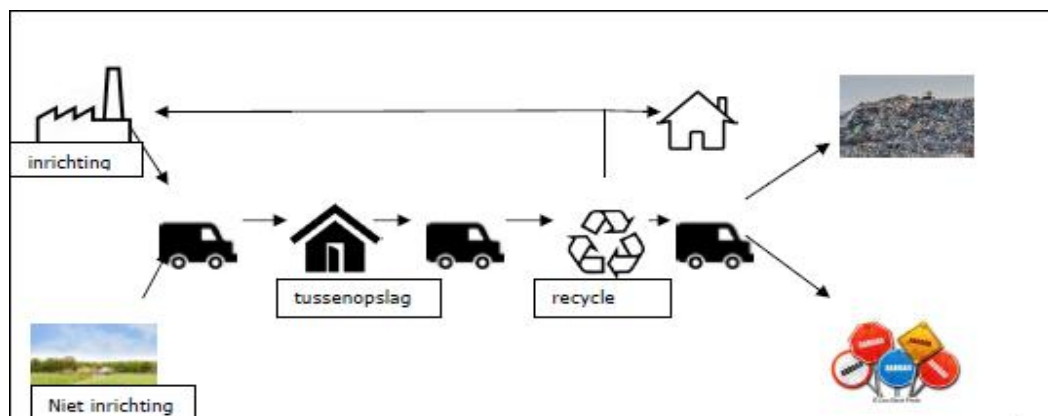 inrichting
tussenopslag
recycle
Niet inrichting